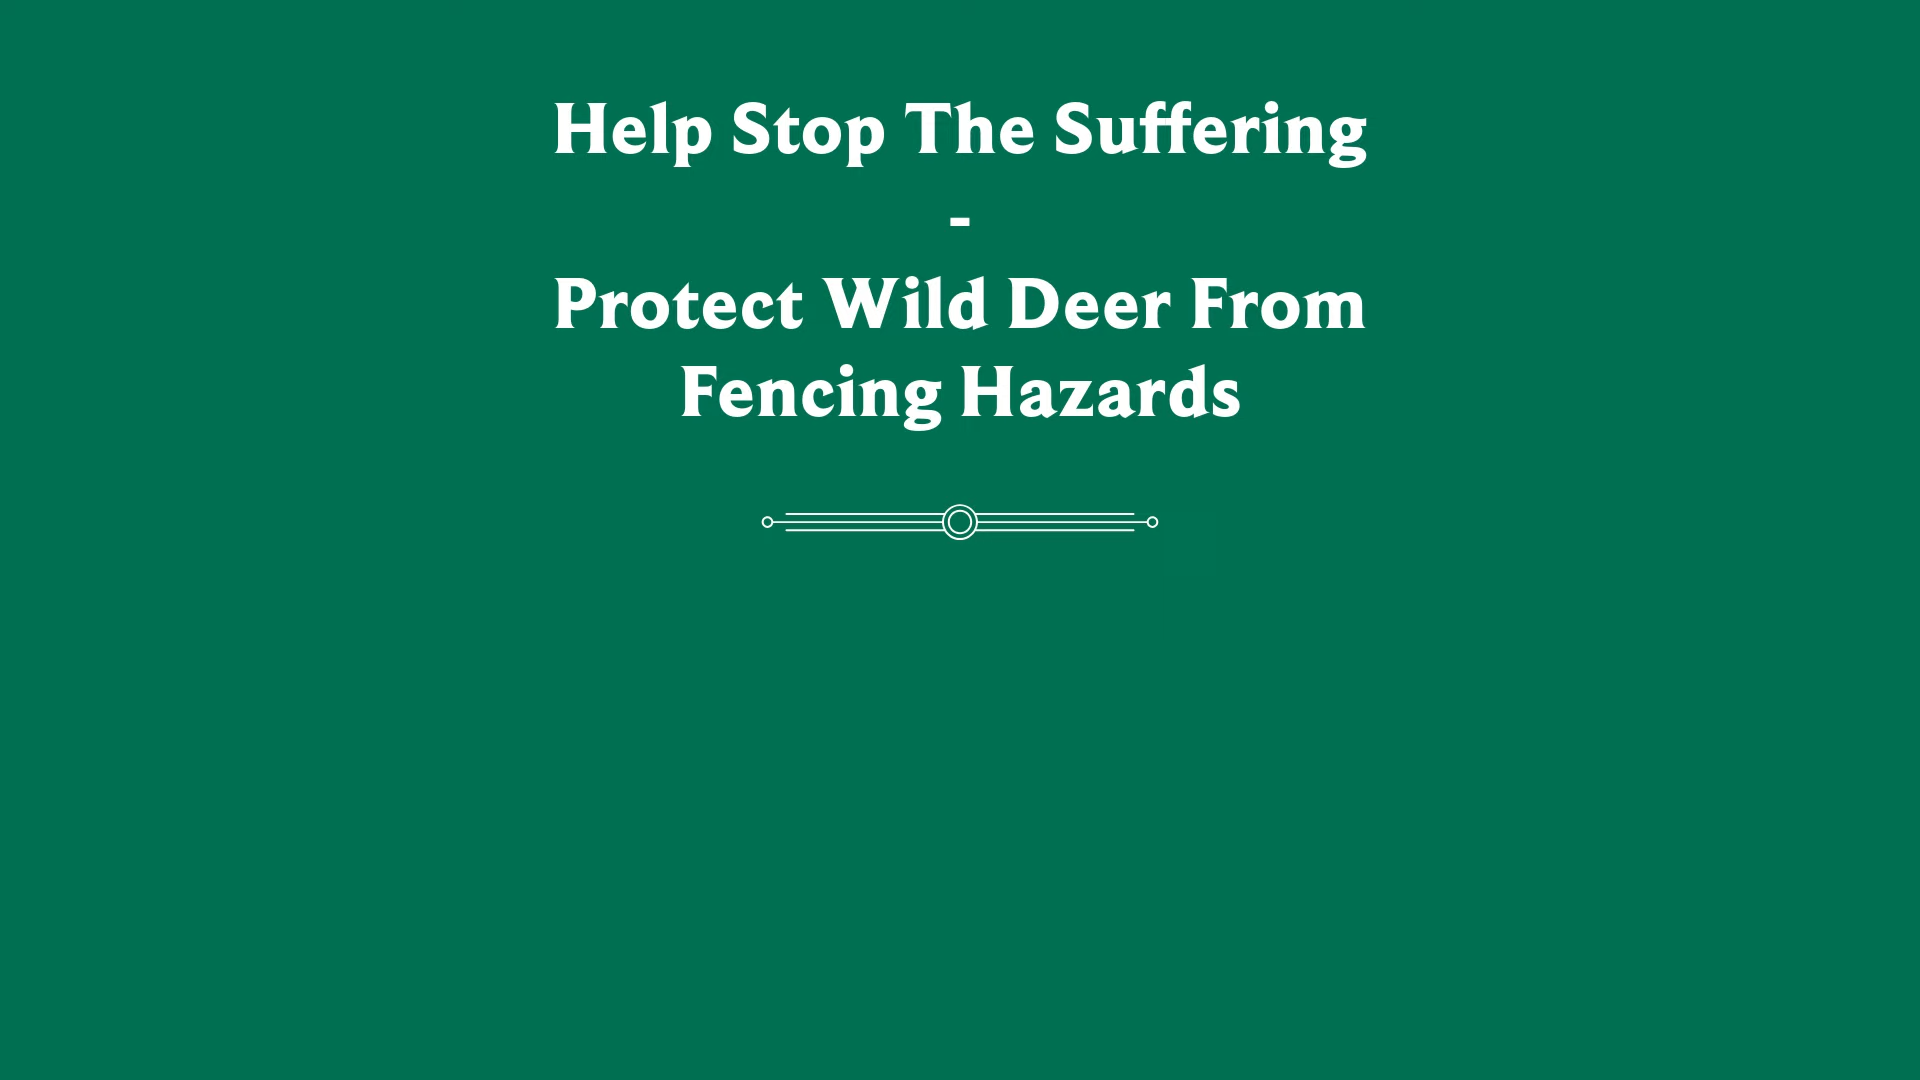 Help Stop The Suffering
-
Protect Wild Deer From
Fencing Hazards